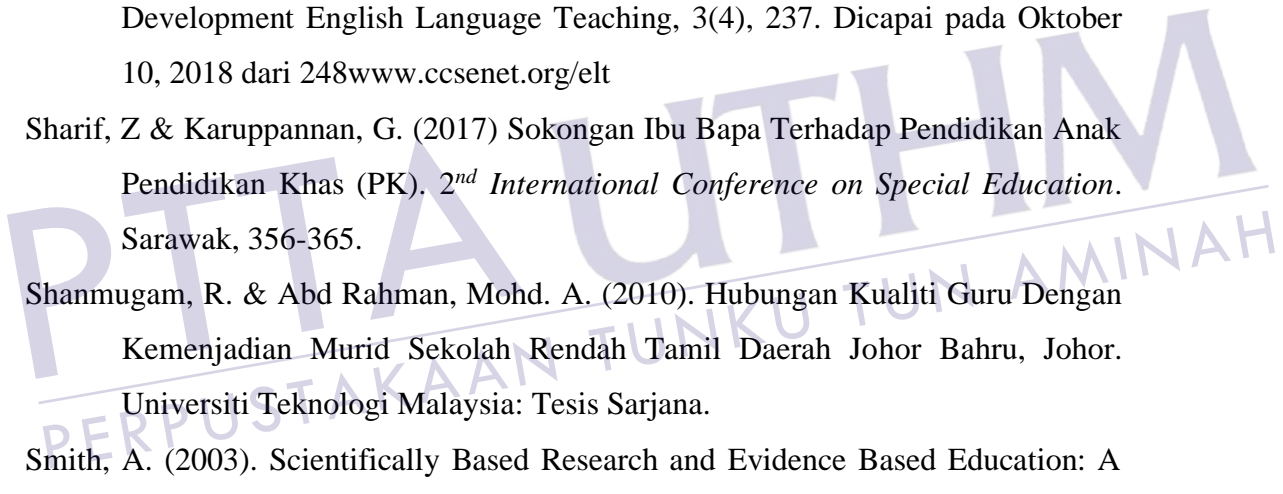 Development English Language Teaching, 3(4), 237. Dicapai pada Oktober
10, 2018 dari 248www.ccsenet.org/elt
Sharif, Z & Karuppannan, G. (2017) Sokongan Ibu Bapa Terhadap Pendidikan Anak
Pendidikan Khas (PK). 2nd International Conference on Special Education.
Sarawak, 356-365.
Shanmugam, R. & Abd Rahman, Mohd. A. (2010). Hubungan Kualiti Guru Dengan
Kemenjadian Murid Sekolah Rendah Tamil Daerah Johor Bahru, Johor.
Universiti Teknologi Malaysia: Tesis Sarjana.
Smith, A. (2003). Scientifically Based Research and Evidence Based Education: A
PTTA UTHM
PERPUSTAKAAN TUNKU TUN AMINAH